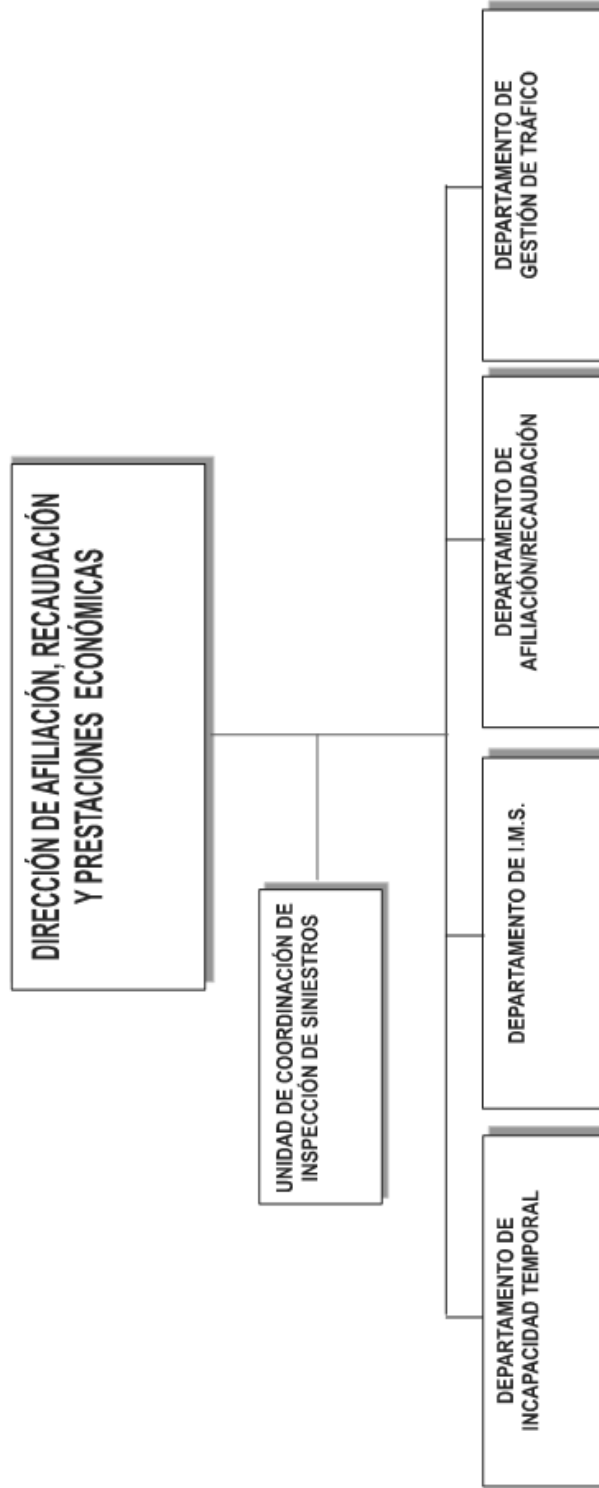 DIRECCIÓN DE AFILIACIÓN, RECAUDACIÓN
Y PRESTACIONES ECONÓMICAS
UNIDAD DE COORDINACIÓN DE
INSPECCIÓN DE SINIESTROS
DEPARTAMENTO DE
INCAPACIDAD TEMPORAL
DEPARTAMENTO DE I.M.S.
DEPARTAMENTO DE
AFILIACIÓN/RECAUDACIÓN
DEPARTAMENTO DE
GESTIÓN DE TRÁFICO